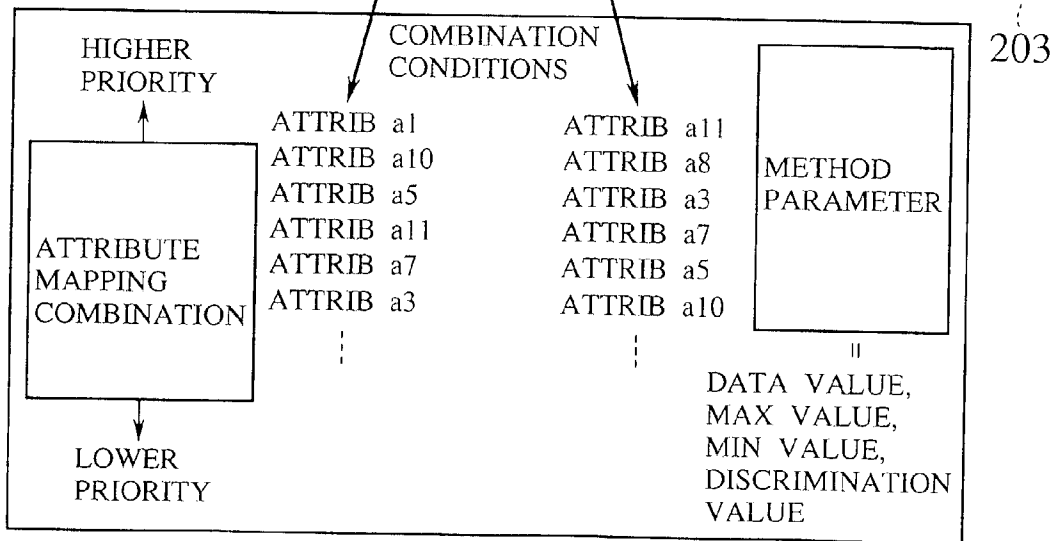 203
HIGHER
PRIORITY
COMBINATION
CONDITIONS
ATTRIBUTE
MAPPING
COMBINATION
LOWER
PRIORITY
ATTRIB a1
ATTRIB a10
ATTRIB a5
ATTRIB a11
ATTRIB a7
ATTRIB a3
ATTRIB a11
ATTRIB a8
ATTRIB a3
ATTRIB a7
ATTRIB a5
ATTRIB a10
METHOD
PARAMETER
=
DATA VALUE,
MAX VALUE,
MIN VALUE,
DISCRIMINATION
VALUE